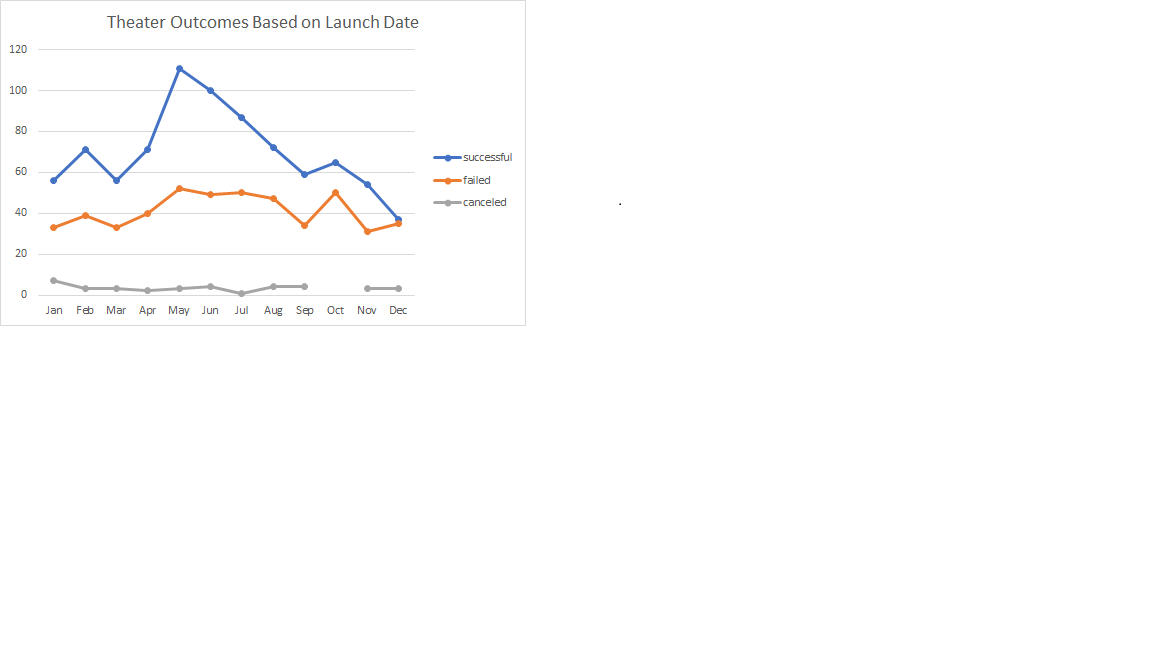 Theater Outcomes Based on Launch Date
120
100
80
60
40
20
0
Jan Feb Mar Apr May Jun Jul Aug Sep Oct Nov Dec
successful
failed
canceled
.